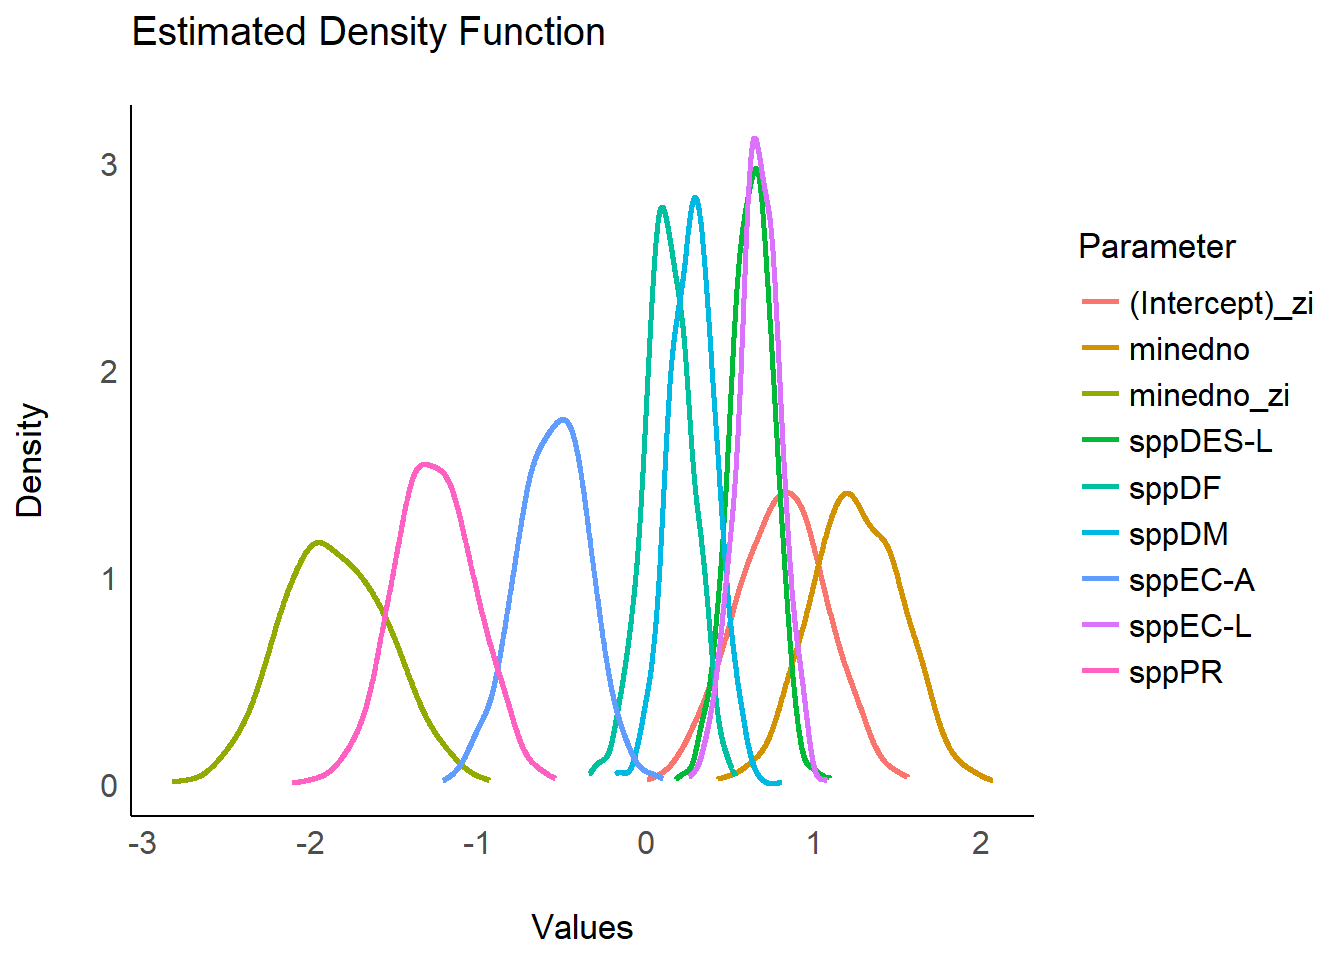 Estimated Density Function
3
2
1
0
Density
-3
-2
-1
0
1
2
Values
Parameter
(Intercept)_zi
minedno
minedno_zi
sppDES-L
sppDF
sppDM
sppEC-A
sppEC-L
sppPR